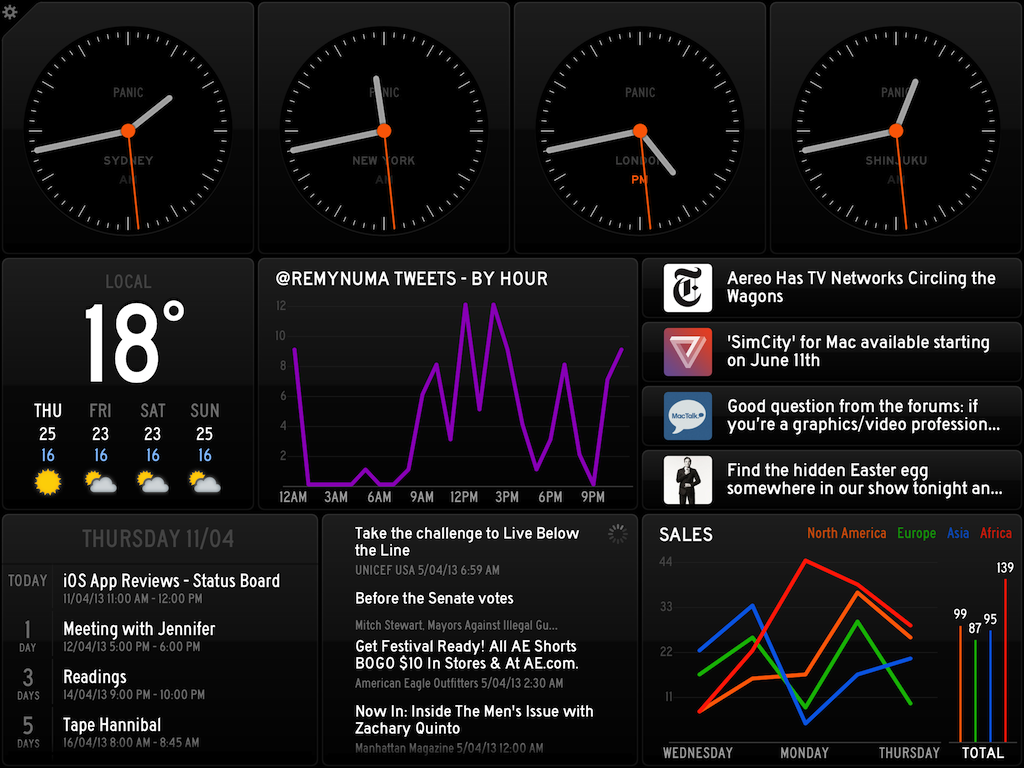 PANIC
SYDNEY
AM
PANIC
NEW YORK
AM
PANIC
LONDON
PM
PANIC
SHINJUKU
AM
LOCAL
18°
THU FRI SAT SUN
25 23 23 25
16 16 16 16
@REMYNUMA TWEETS - BY HOUR
12
10
8
6
4
2
12AM 3AM 6AM 9AM 12PM 3PM 6PM 9PM
Aereo Has TV Networks Circling the
Wagons
'SimCity' for Mac available starting
on June 11th
MacTalk
Good question from the forums: if
you're a graphics/video profession...
Find the hidden Easter egg
somewhere in our show tonight an...
THURSDAY 11/04
TODAY
iOS App Reviews - Status Board
11/04/13 11:00 AM - 12:00 PM
1
DAY
Meeting with Jennifer
12/04/13 5:00 PM - 6:00 PM
3
DAYS
Readings
14/04/13 9:00 PM - 10:00 PM
5
DAYS
Tape Hannibal
16/04/13 8:00 AM - 8:45 AM
Take the challenge to Live Below
the Line
UNICEF USA 5/04/13 6:59 AM
Before the Senate votes
Mitch Stewart, Mayors Against Illegal Gu...
Get Festival Ready! All AE Shorts
BOGO $10 In Stores & At AE.com.
American Eagle Outfitters 5/04/13 2:30 AM
Now In: Inside The Men's Issue with
Zachary Quinto
Manhattan Magazine 5/04/13 12:00 AM
SALES
North America Europe Asia Africa
44
33
22
11
WEDNESDAY MONDAY THURSDAY
99
87
95
139
TOTAL